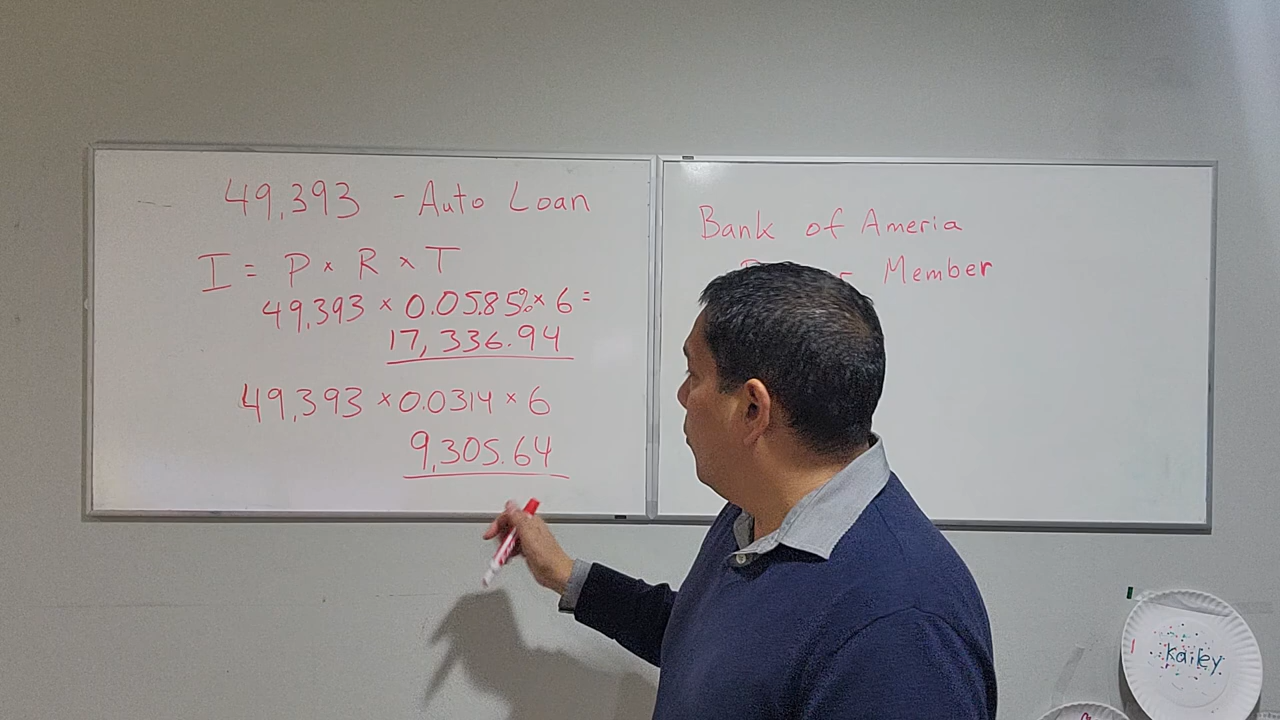 49,393 - Auto Loan
I = P × R × T
49,393 × 0.0585% × 6 =
17,336.94
49,393 × 0.0314 × 6
9,305.64
Bank of Ameria
Member
Kailey